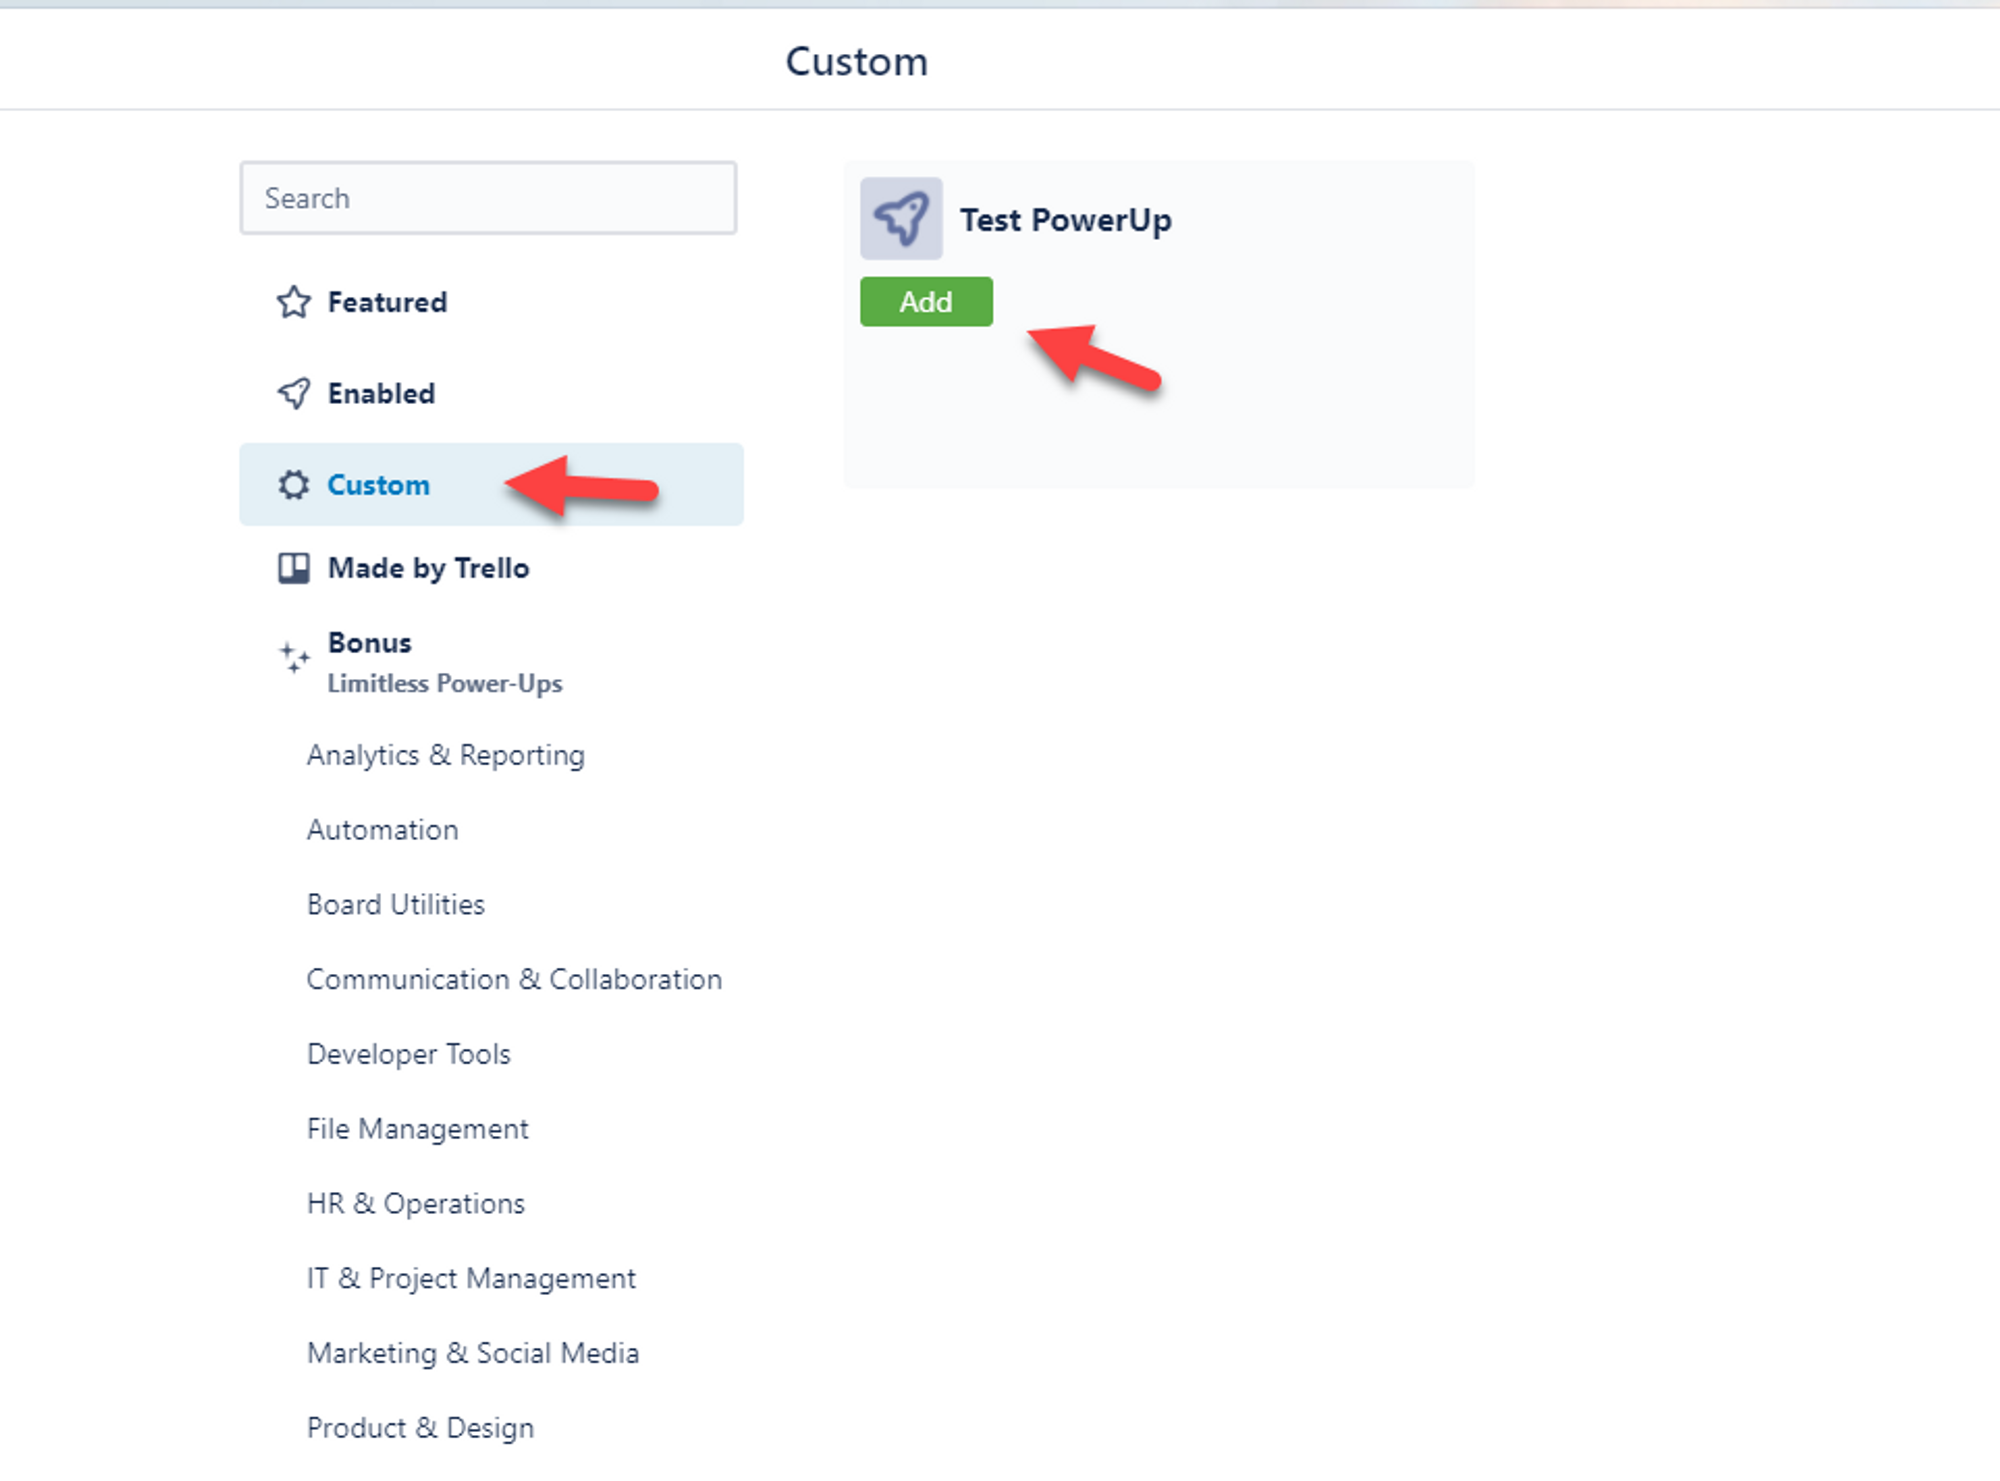 Custom
Search
Featured
Enabled
Custom
Made by Trello
Bonus
Limitless Power-Ups
Analytics & Reporting
Automation
Board Utilities
Communication & Collaboration
Developer Tools
File Management
HR & Operations
IT & Project Management
Marketing & Social Media
Product & Design
Test PowerUp
Add